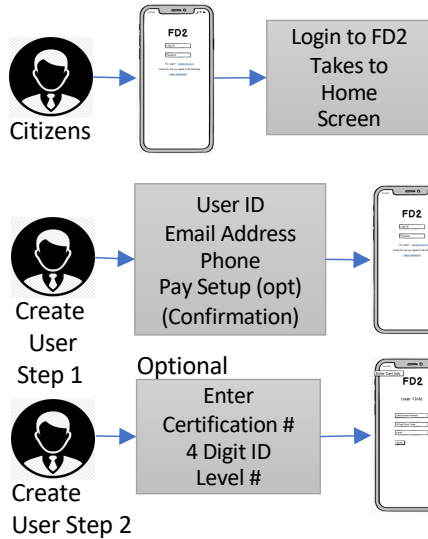 FD2
Login to FD2
Takes to
Home
Screen
Citizens
User ID
Email Address
Phone
Pay Setup (opt)
(Confirmation)
FD2
Create
User
Step 1
Optional
Enter
Certification #
4 Digit ID
Level #
FD2
User 1 Info
Create
User Step 2